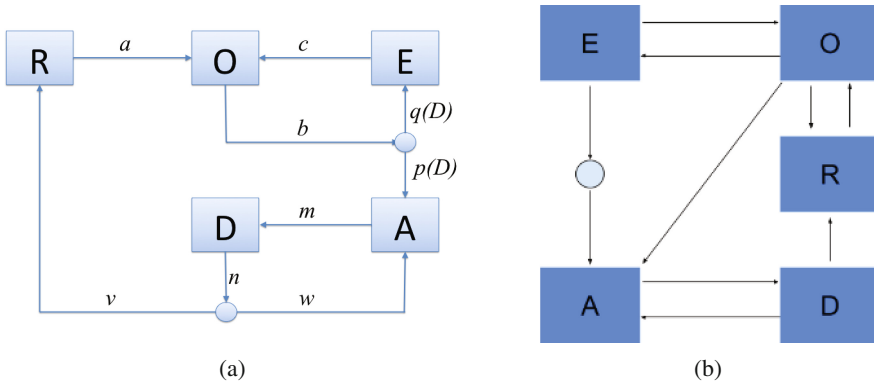 R a O c E
b q(D)
p(D)
D m A
n
v w
(a)
E O
R
A D
(b)